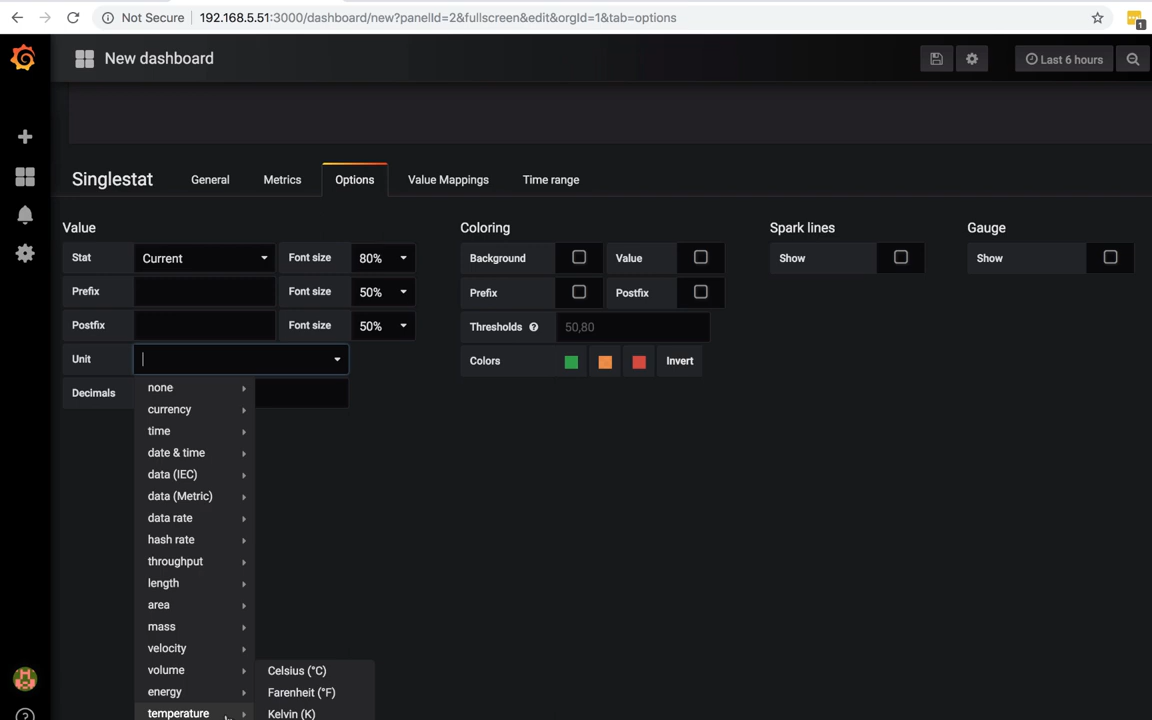 Not Secure 192.168.5.51:3000/dashboard/new?panelId=2&fullscreen&edit&orgId=1&tab=options
1
New dashboard
Last 6 hours
Singlestat General Metrics Options Value Mappings Time range
Value Coloring Spark lines Gauge
Stat Current Font size 80% Background Value Show Show
Prefix Font size 50% Prefix Postfix
Postfix Font size 50% Thresholds ? 50,80
Unit Colors Invert
Decimals
none
currency
time
date & time
data (IEC)
data (Metric)
data rate
hash rate
throughput
length
area
mass
velocity
volume Celsius (°C)
energy Farenheit (°F)
temperature Kelvin (K)